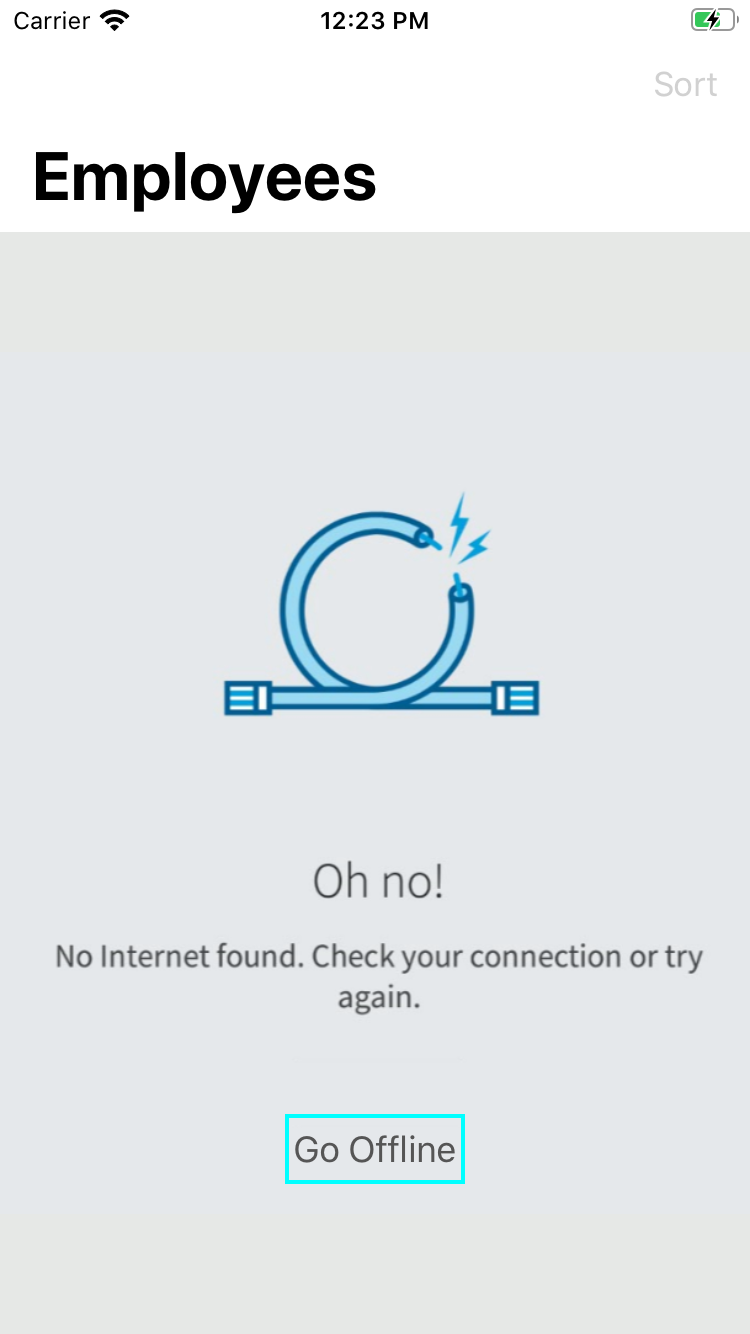 Carrier 12:23 PM
Sort
Employees
Oh no!
No Internet found. Check your connection or try
again.
Go Offline